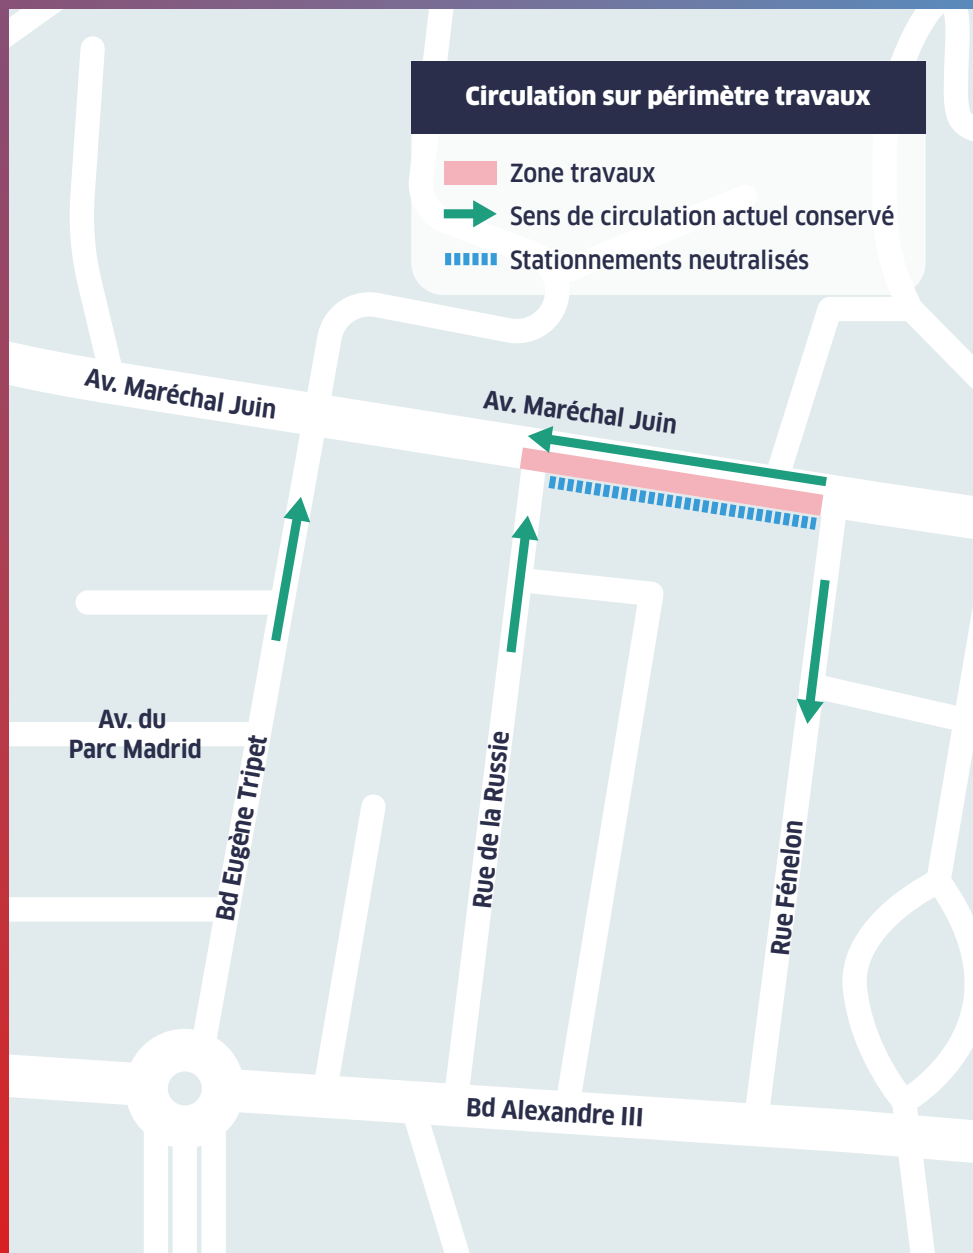 Circulation sur périmètre travaux
Zone travaux
Sens de circulation actuel conservé
Stationnements neutralisés
Av. Maréchal Juin
Av. Maréchal Juin
Av. du
Parc Madrid
Bd Eugène Tripet
Rue de la Russie
Rue Fénelon
Bd Alexandre III